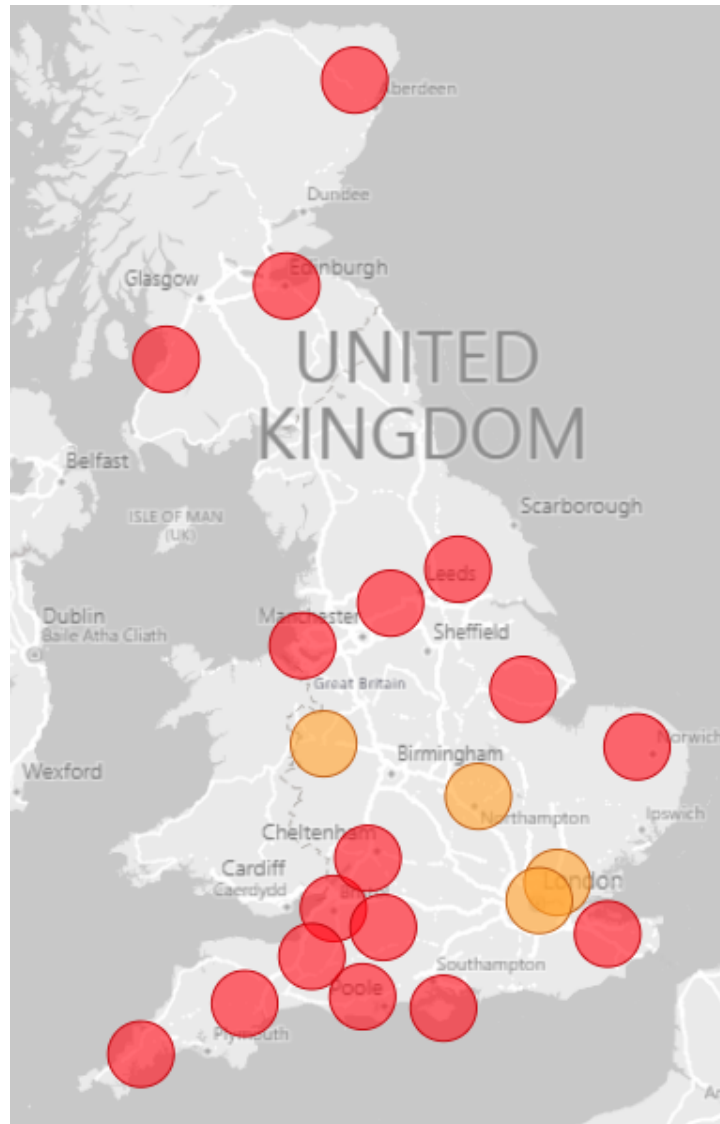 Aberdeen
Dundee
Edinburgh
Glasgow
UNITED
KINGDOM
Belfast
Scarborough
ISLE OF MAN
(UK)
Leeds
Dublin
Baile Atha Cliath
Manchester
Sheffield
Great Britain
Norwich
Wexford
Birmingham
Northampton
Ipswich
Cheltenham
Cardiff
Caerdydd
London
Southampton
Poole
Plymouth